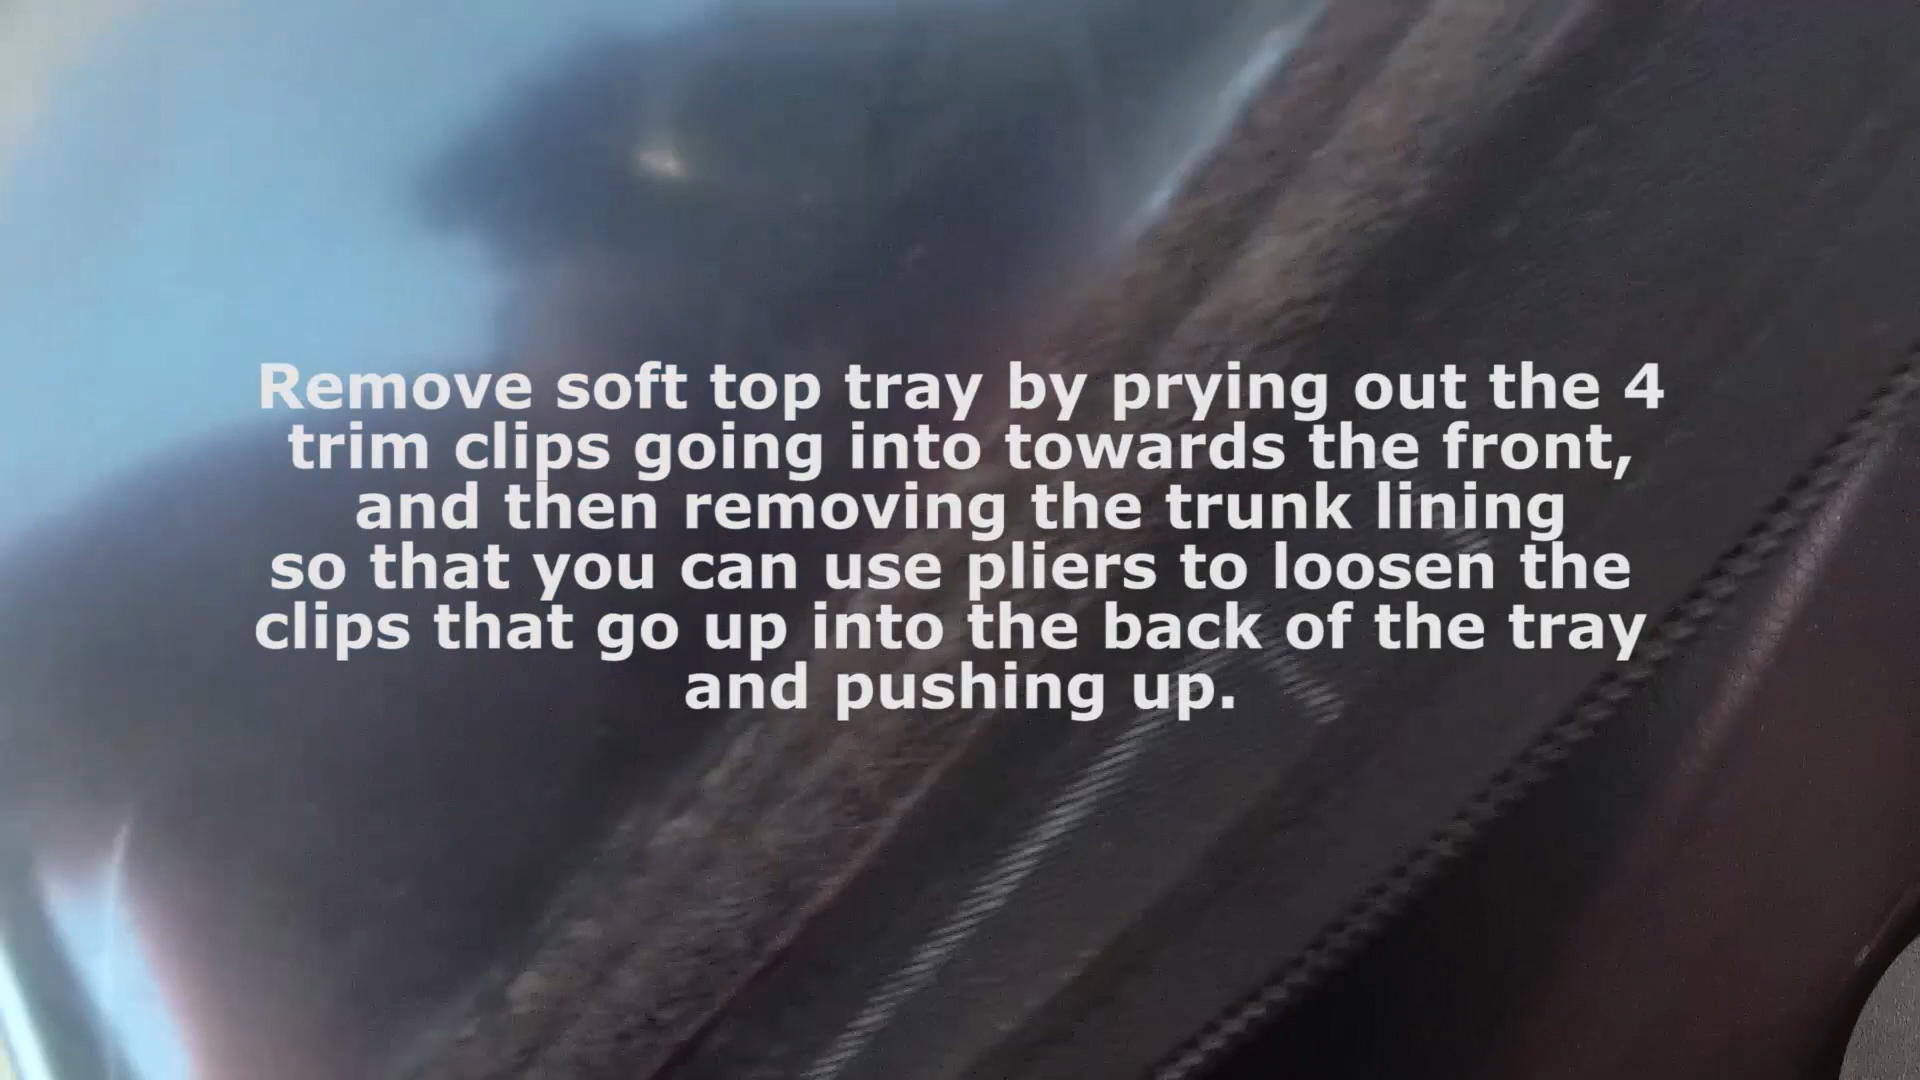 Remove soft top tray by prying out the 4
trim clips going into towards the front,
and then removing the trunk lining
so that you can use pliers to loosen the
clips that go up into the back of the tray
and pushing up.